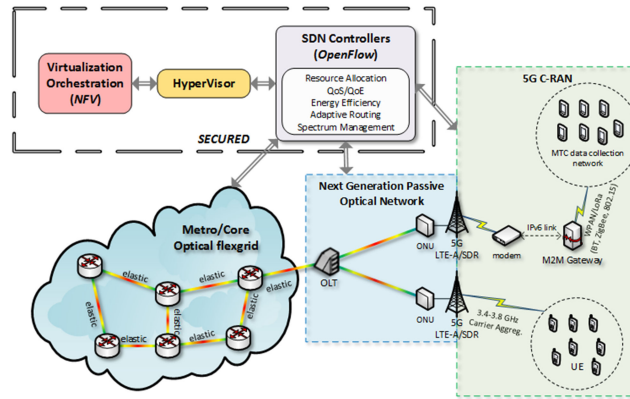 SDN Controllers
(OpenFlow)
Virtualization
Orchestration
(NFV)
HyperVisor
Resource Allocation
QoS/QoE
Energy Efficiency
Adaptive Routing
Spectrum Management
SECURED
5G C-RAN
MTC data collection
network
Next Generation Passive
Optical Network
Metro/Core
Optical flexgrid
WPAN/LoRa
(BT, ZigBee, 802.15)
IPv6 link
ONU
5G
LTE-A/SDR
modem
M2M Gateway
OLT
elastic
elastic
elastic
elastic
elastic
elastic
elastic
elastic
ONU
5G
LTE-A/SDR
3.4-3.8 GHz
Carrier Aggreg.
UE